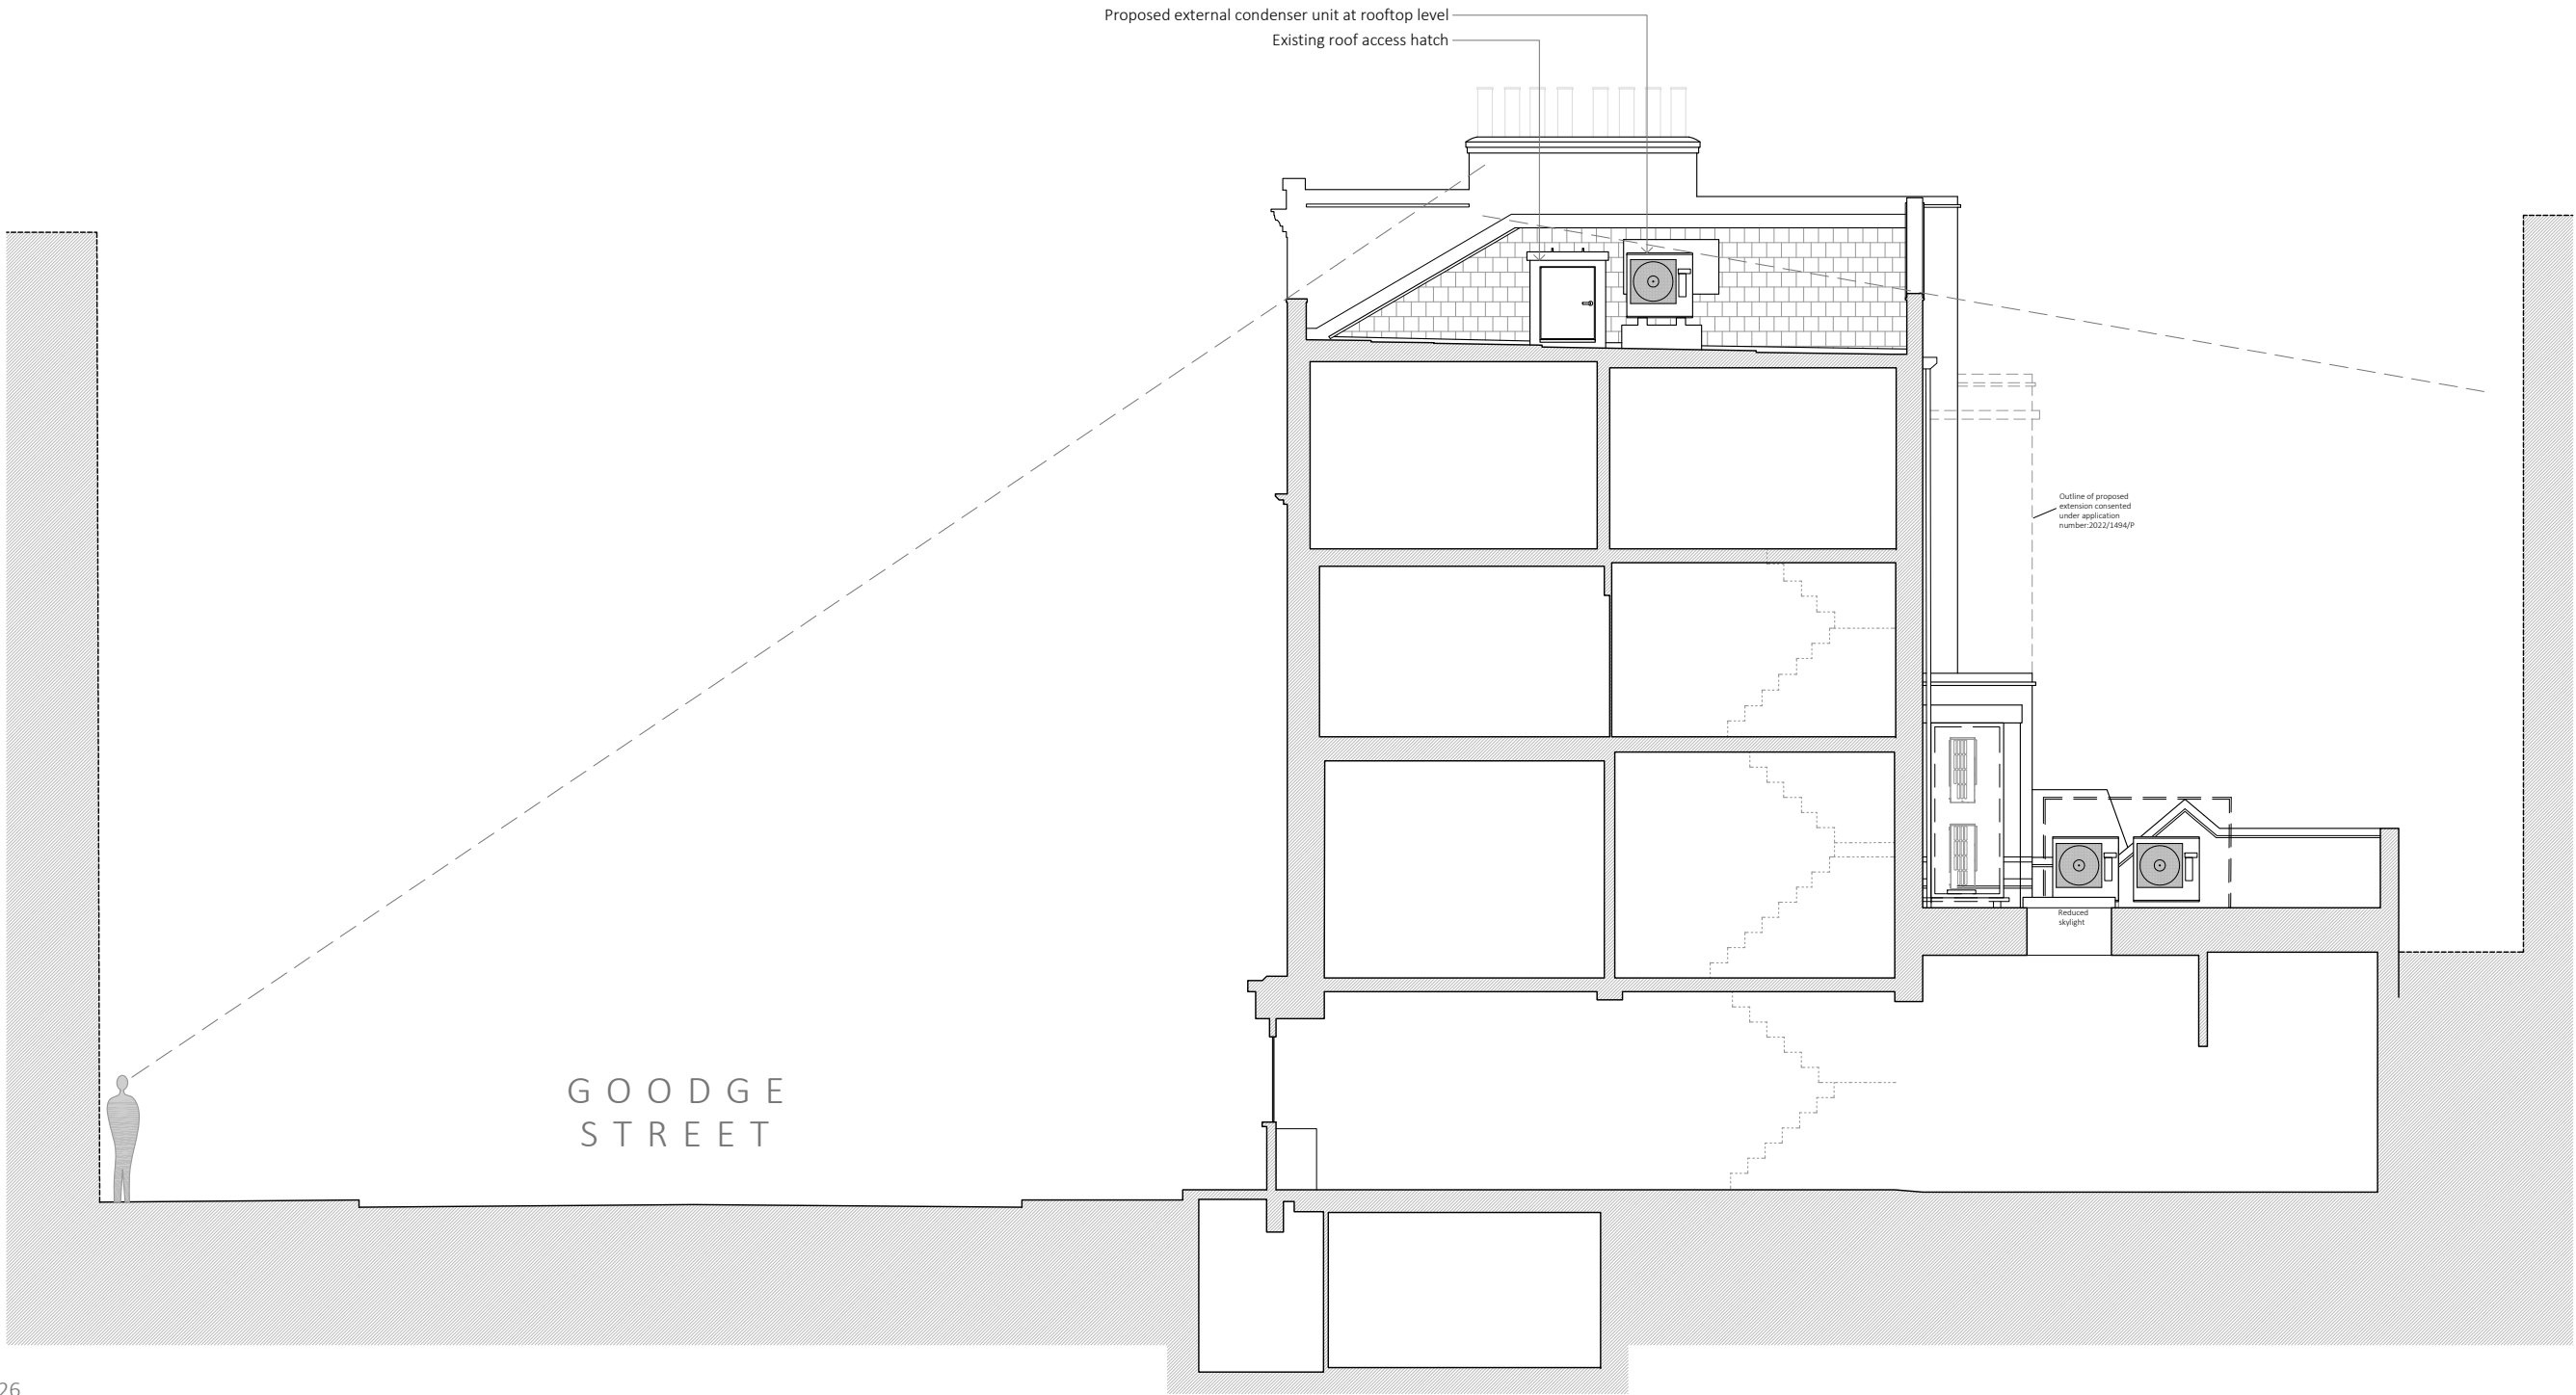 Proposed external condenser unit at rooftop level
Existing roof access hatch
Outline of proposed
extension consented
under application
number:2022/1494/P
Reduced
skylight
GOODGE
STREET
26